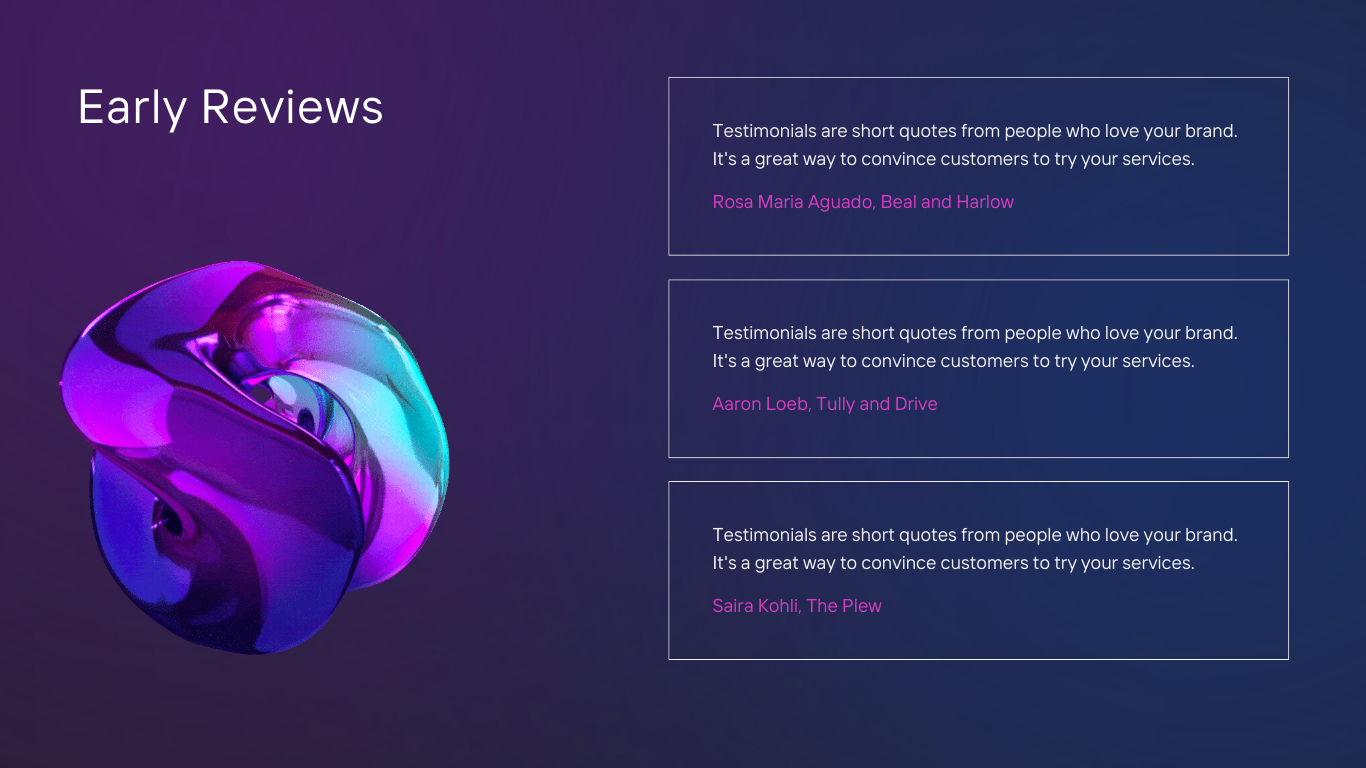 Early Reviews
Testimonials are short quotes from people who love your brand.
It's a great way to convince customers to try your services.
Rosa Maria Aguado, Beal and Harlow
Testimonials are short quotes from people who love your brand.
It's a great way to convince customers to try your services.
Aaron Loeb, Tully and Drive
Testimonials are short quotes from people who love your brand.
It's a great way to convince customers to try your services.
Saira Kohli, The Plew